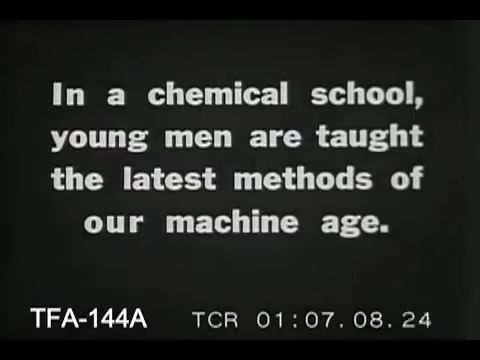 In a chemical school,
young men are taught
the latest methods of
our machine age.
TFA-144A TCR 01:07.08.24